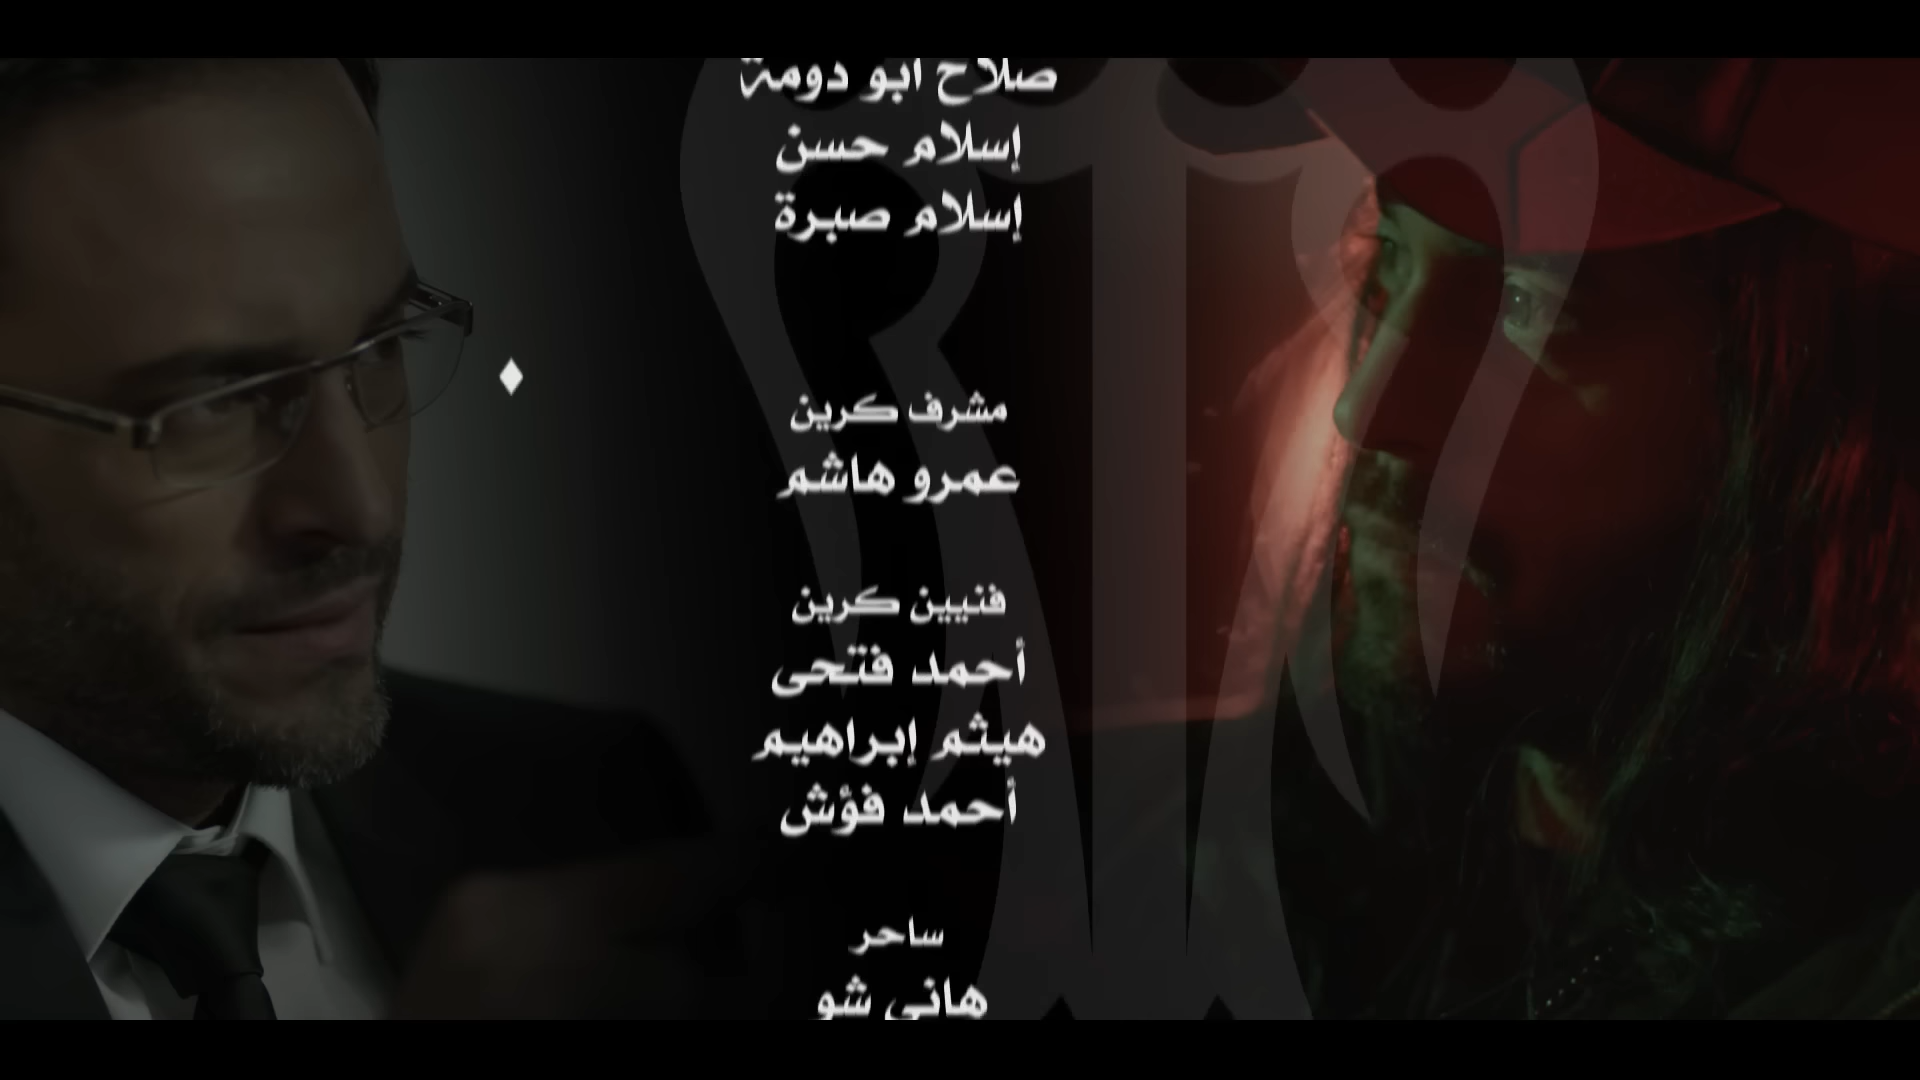 صلاح ابو دومة
إسلام حسن
إسلام صبرة
مشرف كرين
عمرو هاشم
فنيين كرين
أحمد فتحى
هيثم إبراهيم
أحمد فؤش
ساحر
هاني شو